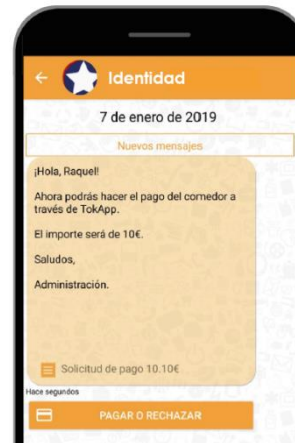 Identidad
7 de enero de 2019
Nuevos mensajes
¡Hola, Raquel!
Ahora podrás hacer el pago del comedor a
través de TokApp.
El importe será de 10€.
Saludos,
Administración.
Solicitud de pago 10.10€
Hace segundos
PAGAR O RECHAZAR